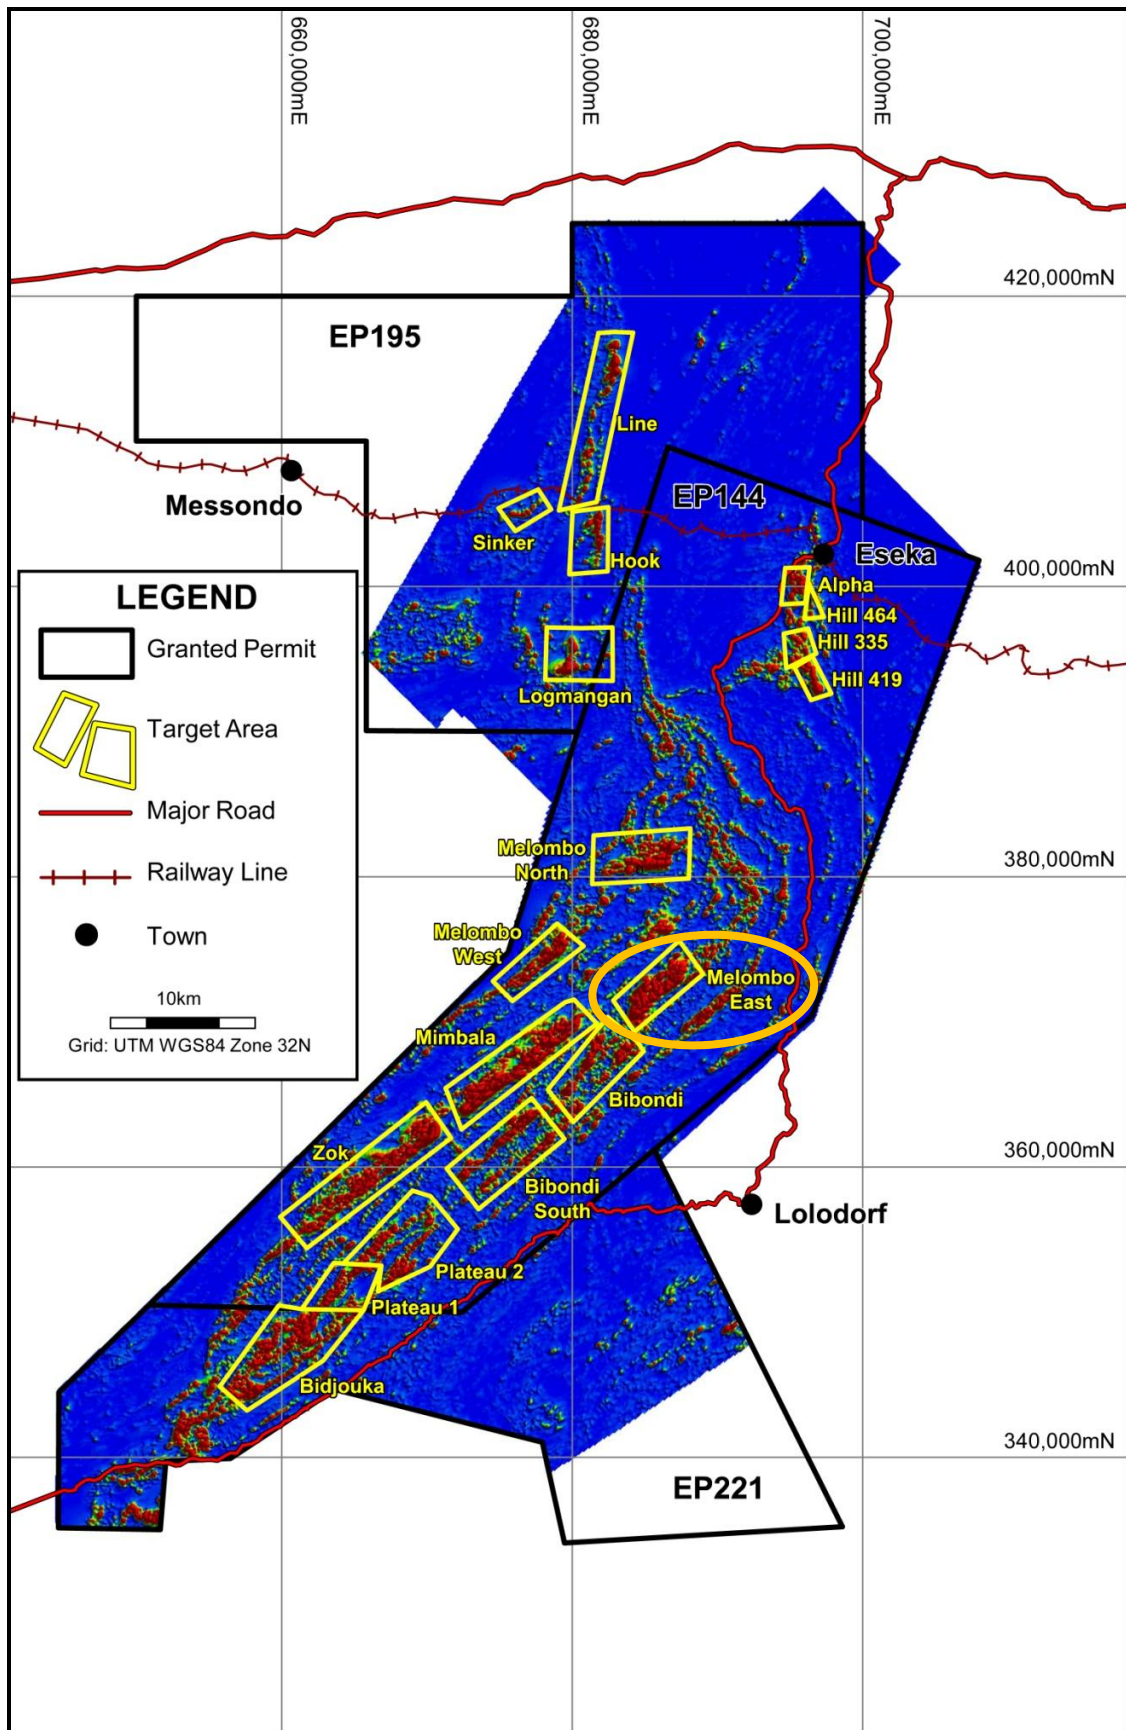 660,000mE
680,000mE
700,000mE
420,000mN
EP195
Line
EP144
Messondo
Sinker
Hook
Eseka
400,000mN
Alpha
Hill 464
Hill 335
Hill 419
Logmangan
LEGEND
Granted Permit
Target Area
Major Road
Railway Line
Town
10km
Grid: UTM WGS84 Zone 32N
Melombo
North
380,000mN
Melombo
West
Melombo
East
Mimbala
Bibondi
Zok
360,000mN
Bibondi
South
Lolodorf
Plateau 2
Plateau 1
Bidjouka
340,000mN
EP221